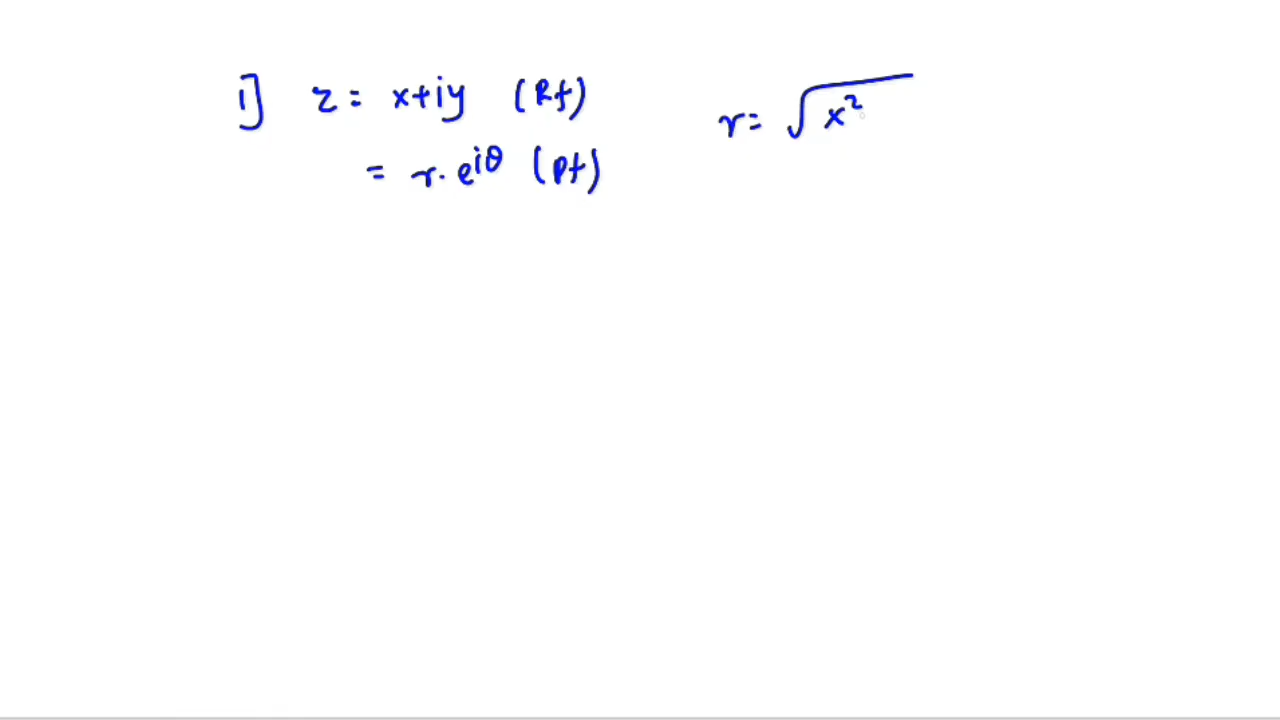 1] z = x+iy (Rf) r = √x²
= r. e^{iθ} (pf)